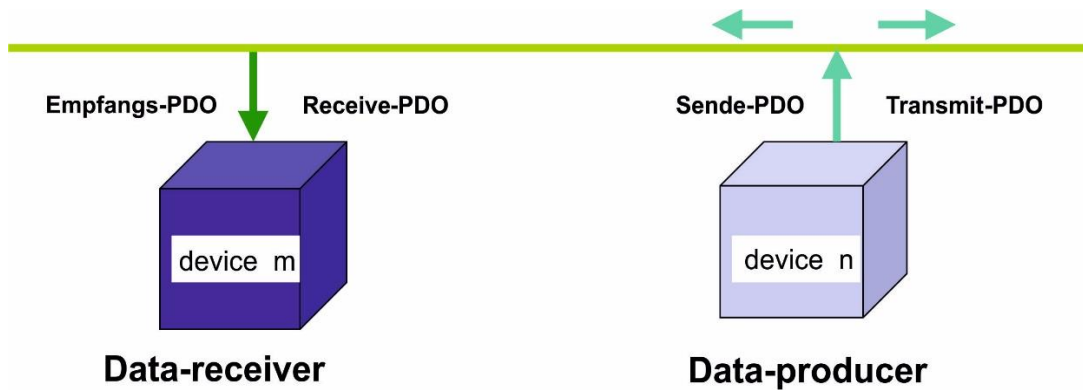 Empfangs-PDO
Receive-PDO
Sende-PDO
Transmit-PDO
device m
device n
Data-receiver
Data-producer